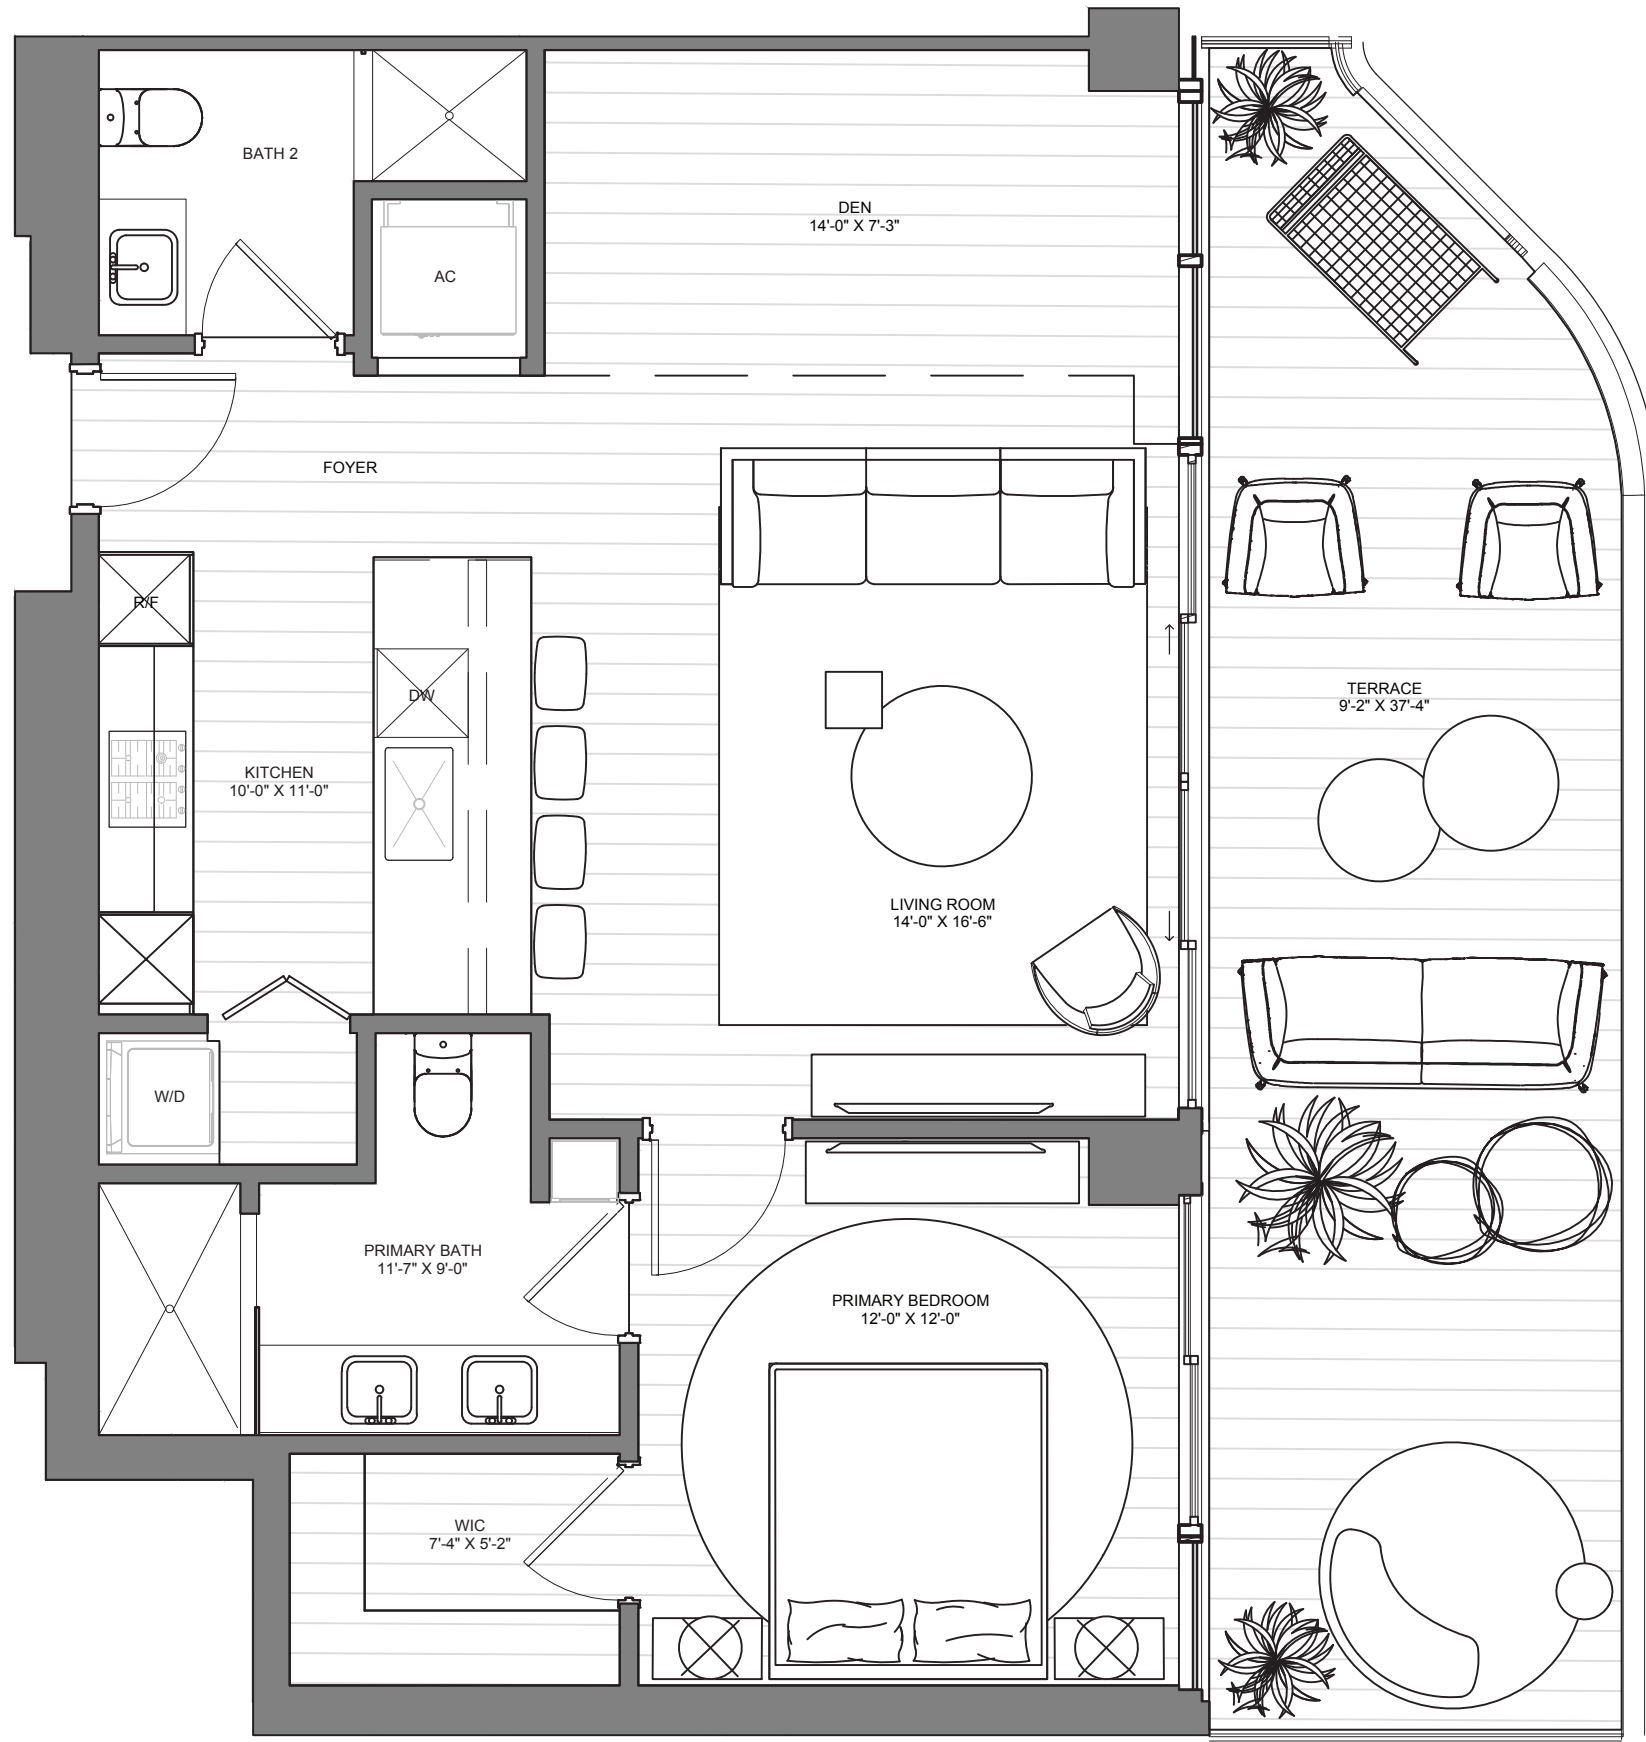 BATH 2
DEN
14'-0" X 7'-3"
AC
FOYER
R/F
DW
TERRACE
9'-2" X 37'-4"
KITCHEN
10'-0" X 11'-0"
LIVING ROOM
14'-0" X 16'-6"
W/D
PRIMARY BATH
11'-7" X 9'-0"
PRIMARY BEDROOM
12'-0" X 12'-0"
WIC
7'-4" X 5'-2"